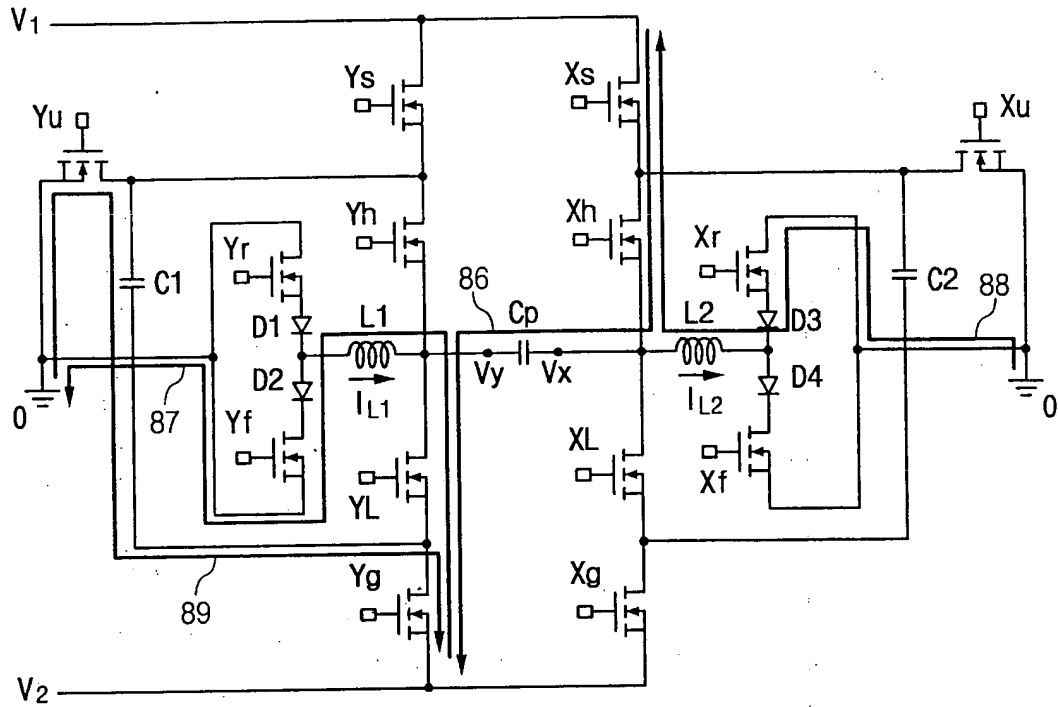 V1
Ys
Xs
Yu
Xu
Yh
Xh
Yr
Xr
C1
86
C2
88
D1
L1
Cp
L2
D3
Vy
Vx
D2
D4
IL1
IL2
0
0
87
Yf
XL
Xf
YL
Yg
Xg
89
V2